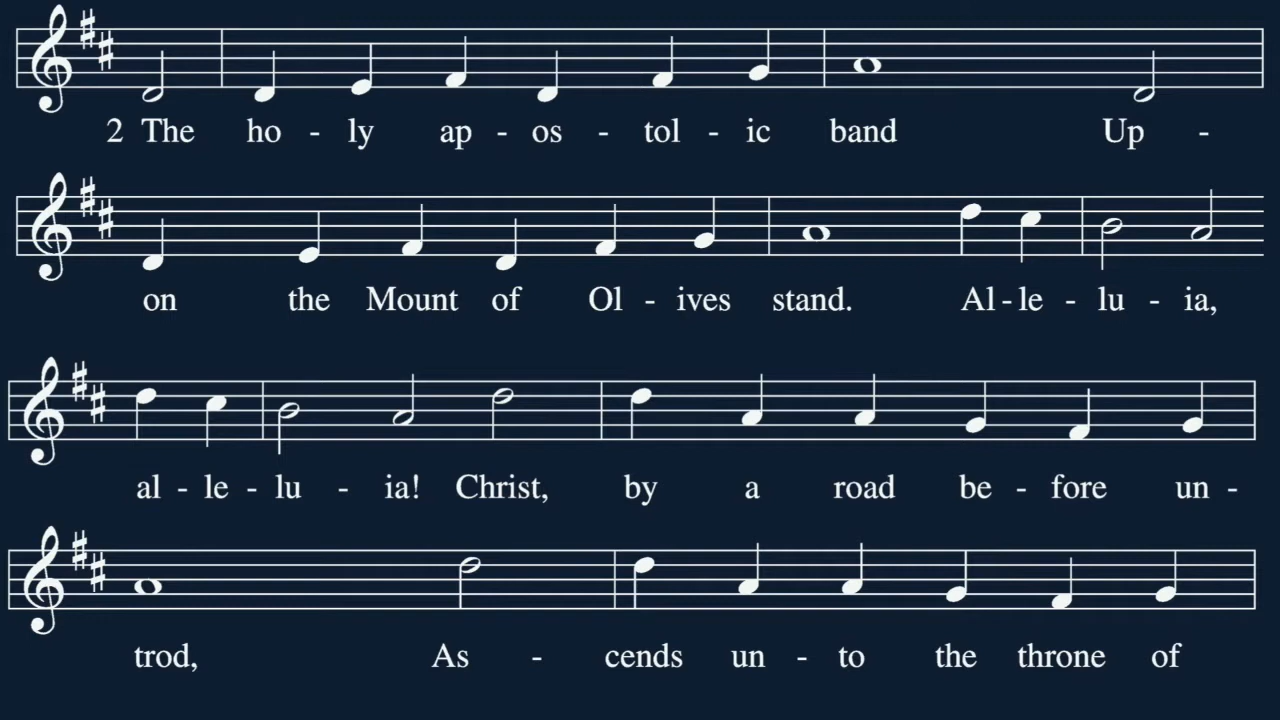 2 The ho - ly ap - os - tol - ic band Up -
on the Mount of Ol - ives stand. Al - le - lu - ia,
al - le - lu - ia! Christ, by a road be - fore un -
trod, As - cends un - to the throne of